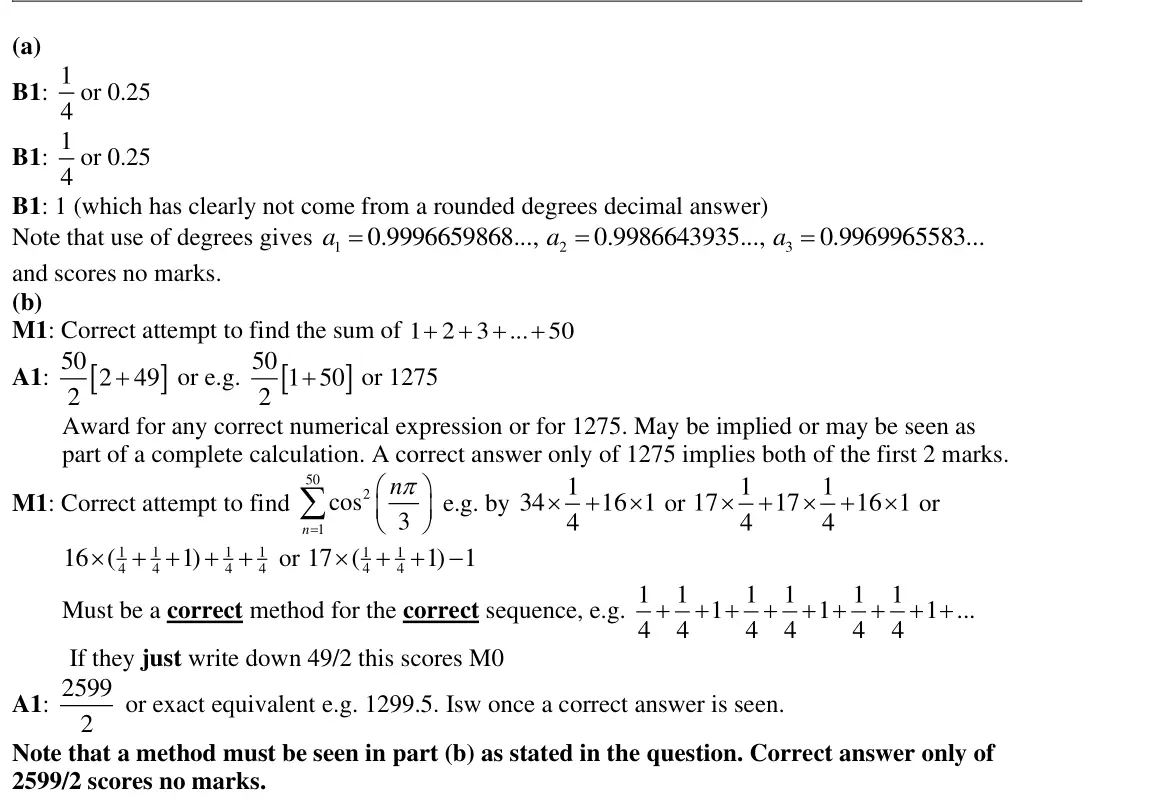 (a)
B1: 1/4 or 0.25
B1: 1/4 or 0.25
B1: 1 (which has clearly not come from a rounded degrees decimal answer)
Note that use of degrees gives a₁ = 0.9996659868..., a₂ = 0.9986643935..., a₃ = 0.9969965583...
and scores no marks.
(b)
M1: Correct attempt to find the sum of 1+2+3+...+50
A1: 50/2 [2+49] or e.g. 50/2 [1+50] or 1275
Award for any correct numerical expression or for 1275. May be implied or may be seen as
part of a complete calculation. A correct answer only of 1275 implies both of the first 2 marks.
M1: Correct attempt to find ∑_{n=1}^{50} cos²(nπ/3) e.g. by 34×1/4+16×1 or 17×1/4+17×1/4+16×1 or
16×(1/4+1/4+1)+1/4+1/4 or 17×(1/4+1/4+1)−1
Must be a correct method for the correct sequence, e.g. 1/4+1/4+1+1/4+1/4+1+1/4+1/4+1+...
If they just write down 49/2 this scores M0
A1: 2599/2 or exact equivalent e.g. 1299.5. Isw once a correct answer is seen.
Note that a method must be seen in part (b) as stated in the question. Correct answer only of
2599/2 scores no marks.